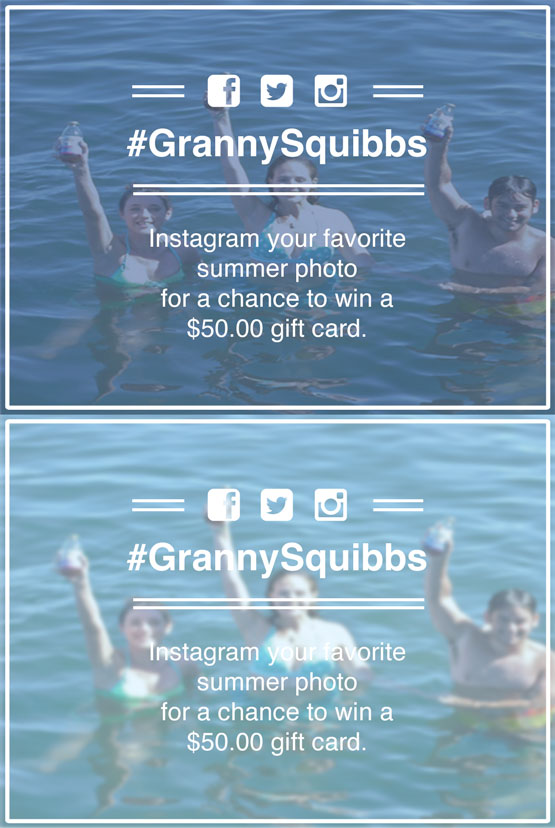 #GrannySquibbs
Instagram your favorite
summer photo
for a chance to win a
$50.00 gift card.
#GrannySquibbs
Instagram your favorite
summer photo
for a chance to win a
$50.00 gift card.